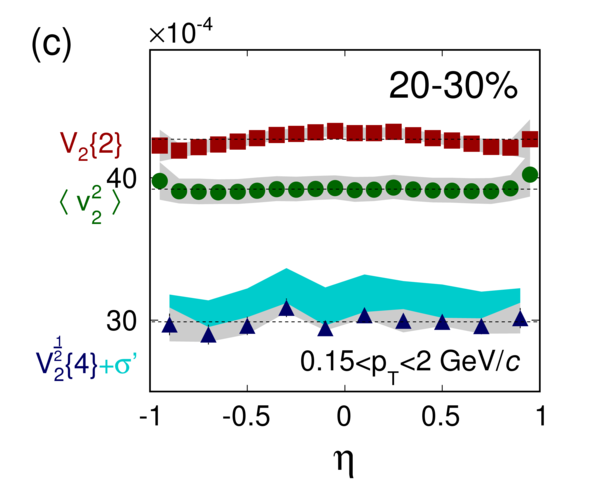 (c)
×10⁻⁴
20-30%
V₂{2}
40
⟨ v₂² ⟩
30
V₂^½{4}+σ’
0.15<p_T<2 GeV/c
-1 -0.5 0 0.5 1
η